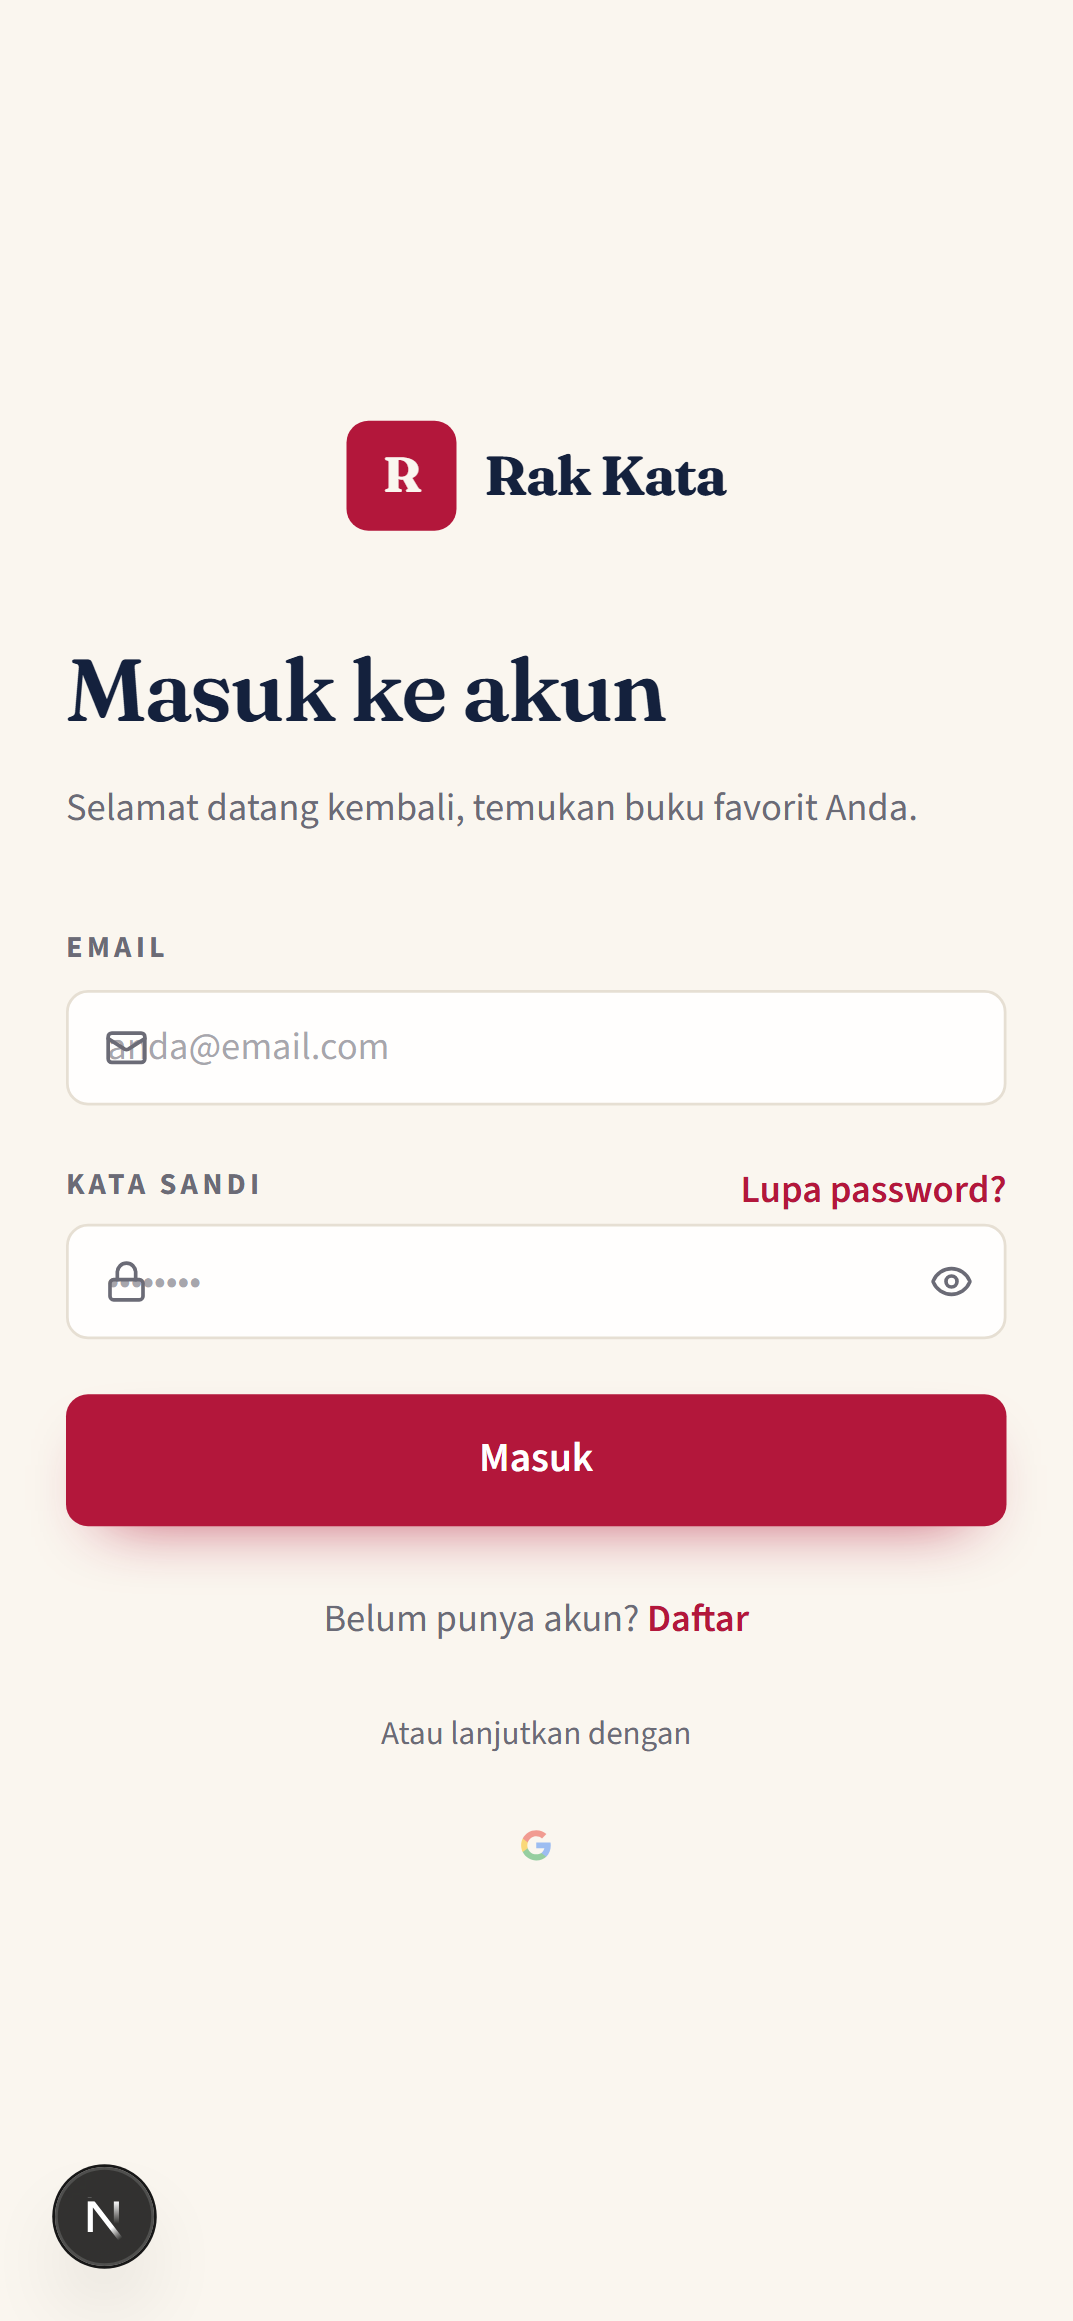 R Rak Kata
Masuk ke akun
Selamat datang kembali, temukan buku favorit Anda.
EMAIL
anda@email.com
KATA SANDI Lupa password?
••••••••
Masuk
Belum punya akun? Daftar
Atau lanjutkan dengan
G
N